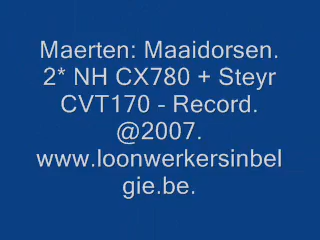 Maerten: Maaidorsen.
2* NH CX780 + Steyr
CVT170 - Record.
@2007.
www.loonwerkersinbel
gie.be.